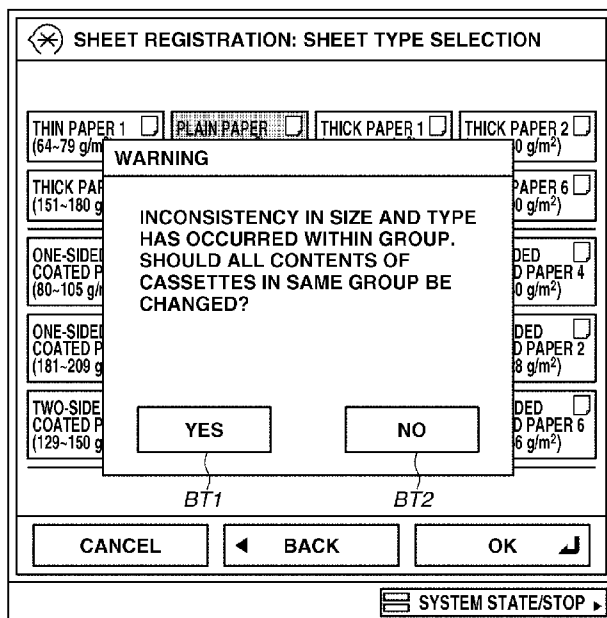 SHEET REGISTRATION: SHEET TYPE SELECTION
THIN PAPER 1 PLAIN PAPER THICK PAPER 1 THICK PAPER 2
(64~79 g/m 0 g/m²)
WARNING
THICK PAP PAPER 6
(151~180 g 0 g/m²)
INCONSISTENCY IN SIZE AND TYPE
HAS OCCURRED WITHIN GROUP.
SHOULD ALL CONTENTS OF
CASSETTES IN SAME GROUP BE
CHANGED?
ONE-SIDED DED
COATED P D PAPER 4
(80~105 g/ 0 g/m²)
ONE-SIDED DED
COATED P D PAPER 2
(181~209 g 8 g/m²)
TWO-SIDE DED
COATED P D PAPER 6
(129~150 g 6 g/m²)
YES NO
BT1 BT2
CANCEL BACK OK
SYSTEM STATE/STOP